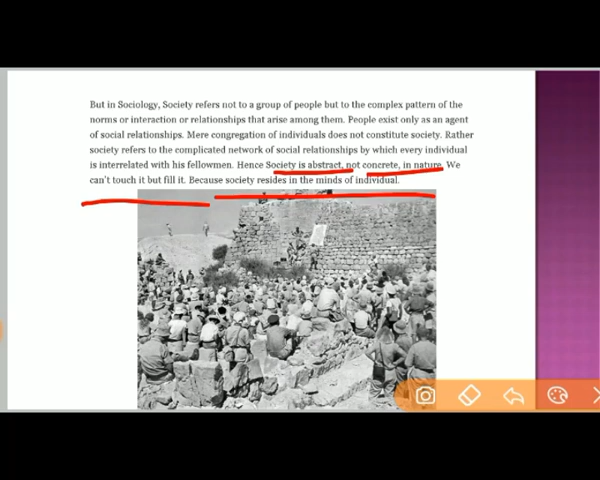 But in Sociology, Society refers not to a group of people but to the complex pattern of the
norms or interaction or relationships that arise among them. People exist only as an agent
of social relationships. Mere congregation of individuals does not constitute society. Rather
society refers to the complicated network of social relationships by which every individual
is interrelated with his fellowmen. Hence Society is abstract, not concrete, in nature. We
can't touch it but fill it. Because society resides in the minds of individual.